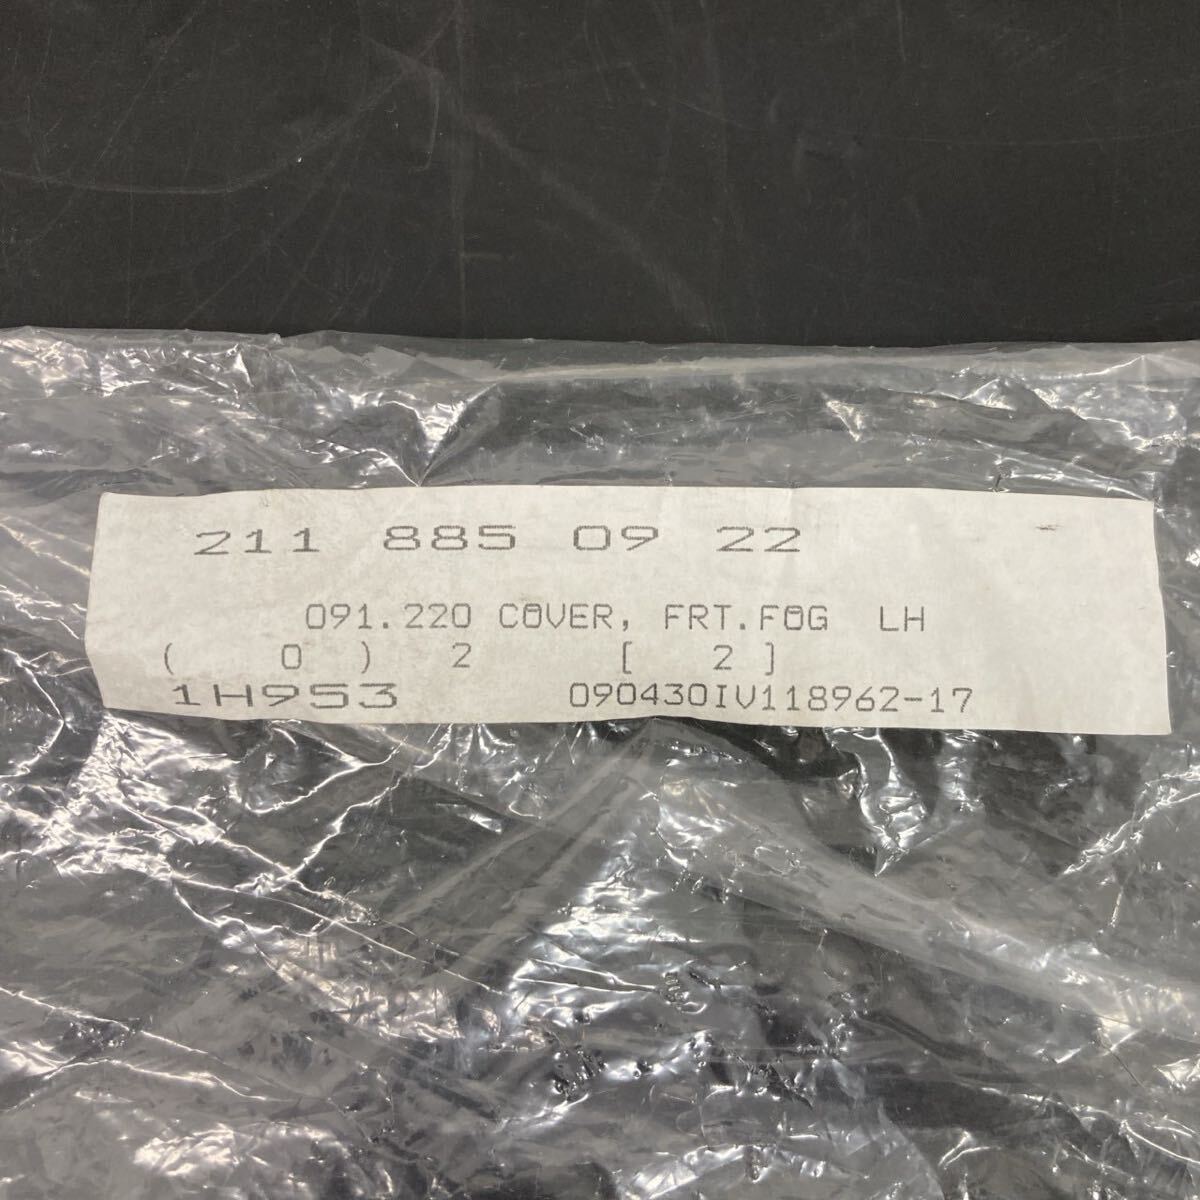 211 885 09 22
091.220 COVER, FRT.FOG LH
( 0 ) 2 [ 2 ]
1H953 090430IV118962-17